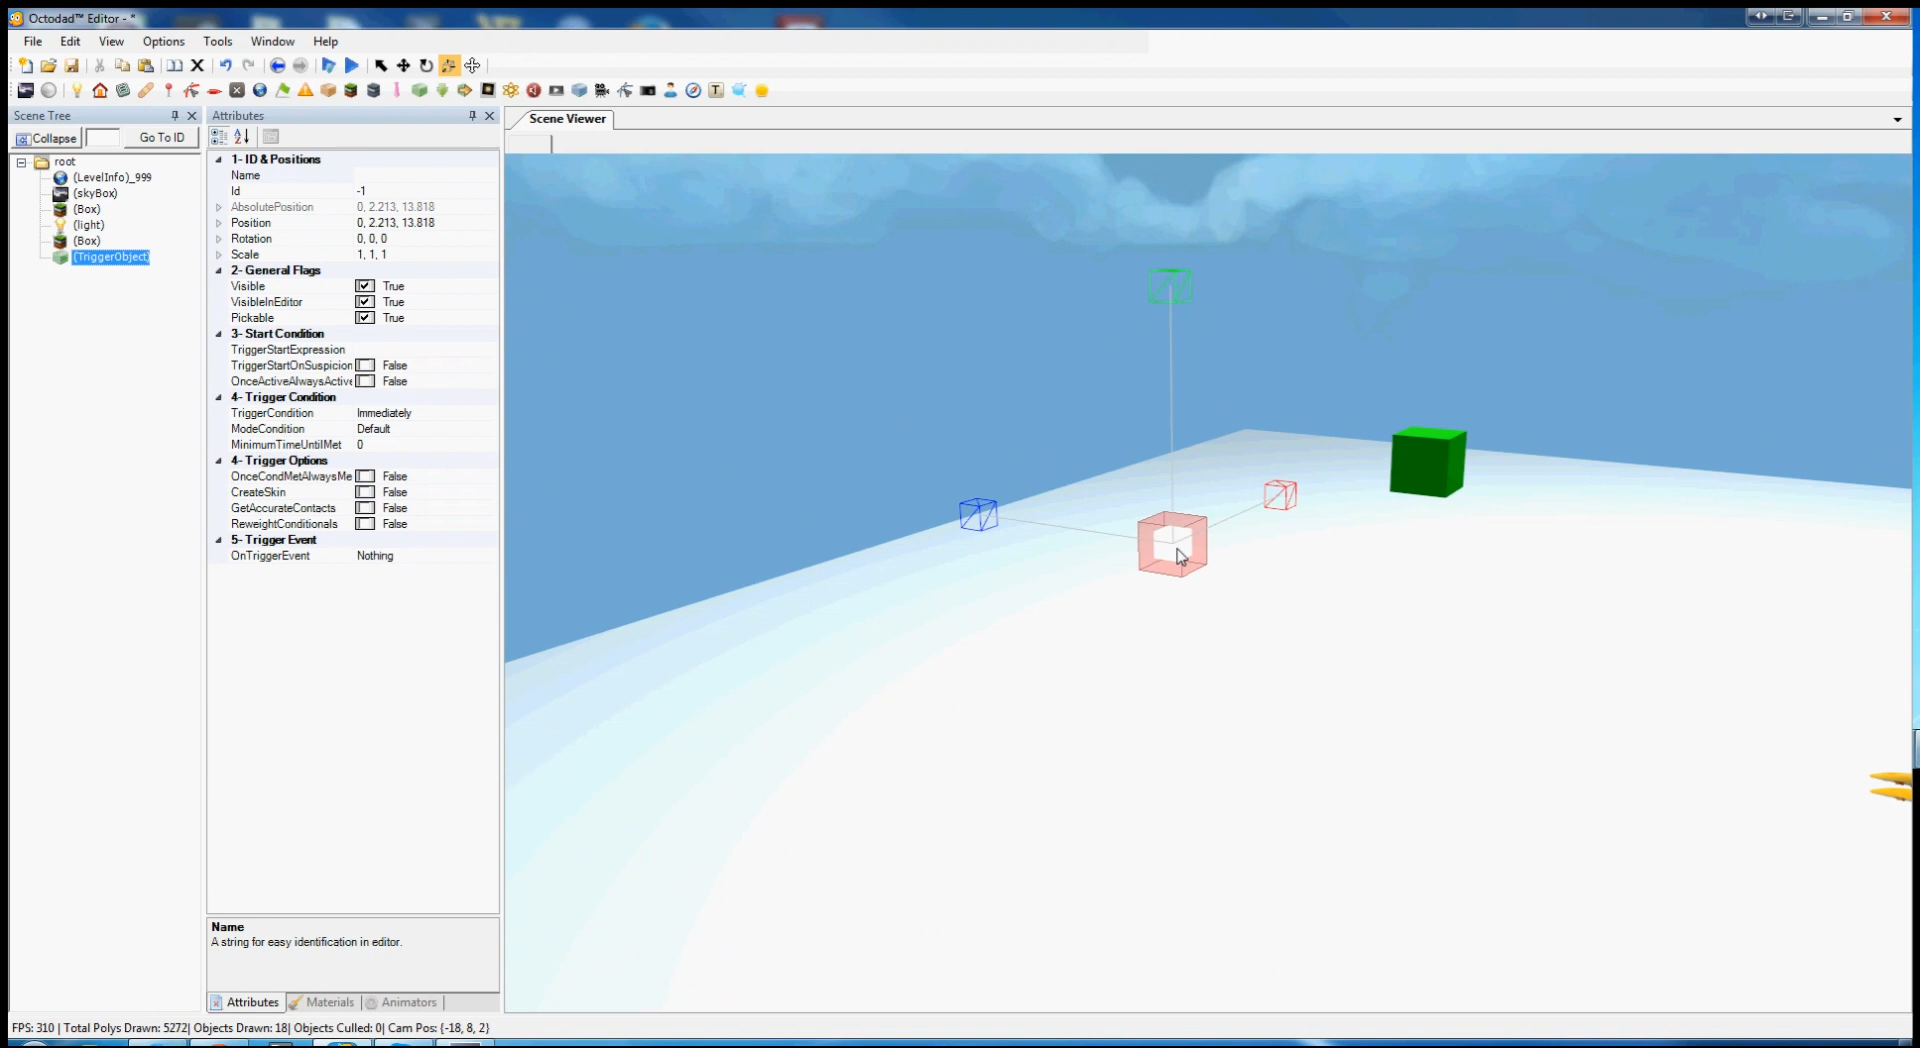 Octodad™ Editor - *
File Edit View Options Tools Window Help
Scene Tree
Collapse Go To ID
root
(LevelInfo)_999
(skyBox)
(Box)
(light)
(Box)
(TriggerObject)
Attributes
1- ID & Positions
Name
Id -1
AbsolutePosition 0, 2.213, 13.818
Position 0, 2.213, 13.818
Rotation 0, 0, 0
Scale 1, 1, 1
2- General Flags
Visible True
VisibleInEditor True
Pickable True
3- Start Condition
TriggerStartExpression
TriggerStartOnSuspicion False
OnceActiveAlwaysActive False
4- Trigger Condition
TriggerCondition Immediately
ModeCondition Default
MinimumTimeUntilMet 0
4- Trigger Options
OnceCondMetAlwaysMe False
CreateSkin False
GetAccurateContacts False
ReweightConditionals False
5- Trigger Event
OnTriggerEvent Nothing
Name
A string for easy identification in editor.
Attributes Materials Animators
Scene Viewer
FPS: 310 | Total Polys Drawn: 5272| Objects Drawn: 18| Objects Culled: 0| Cam Pos: {-18, 8, 2}